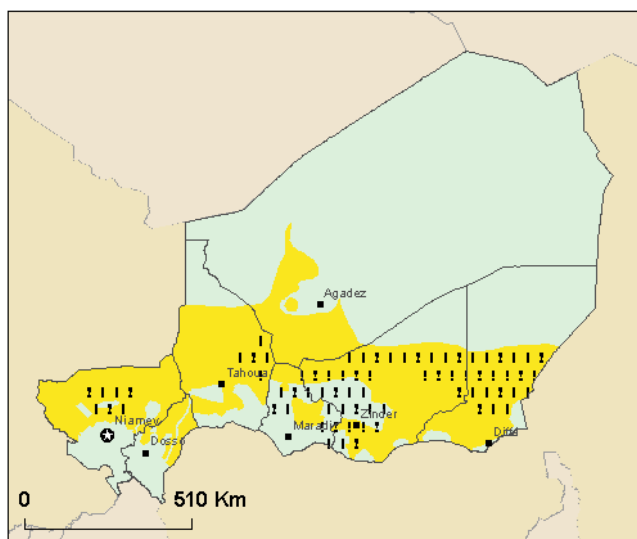 Agadez
Tahoua
Niamey
Maradi
Zinder
Dosso
Diffa
0 510 Km